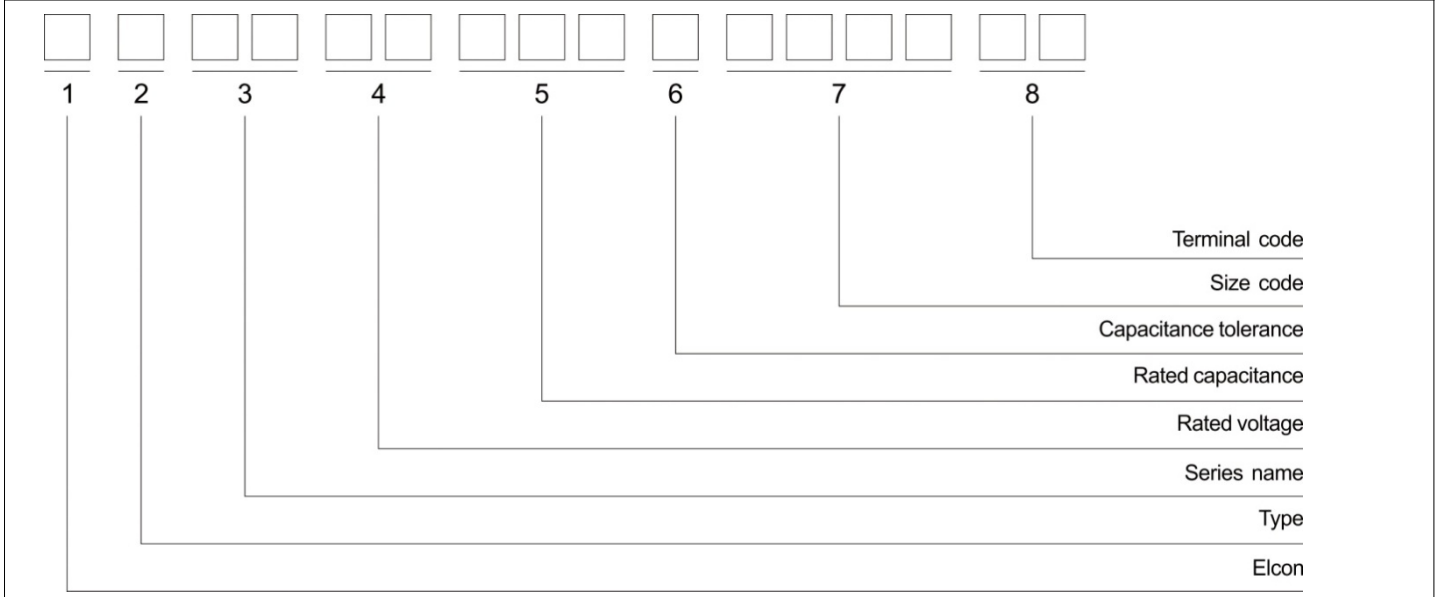 1 2 3 4 5 6 7 8
Terminal code
Size code
Capacitance tolerance
Rated capacitance
Rated voltage
Series name
Type
Elcon